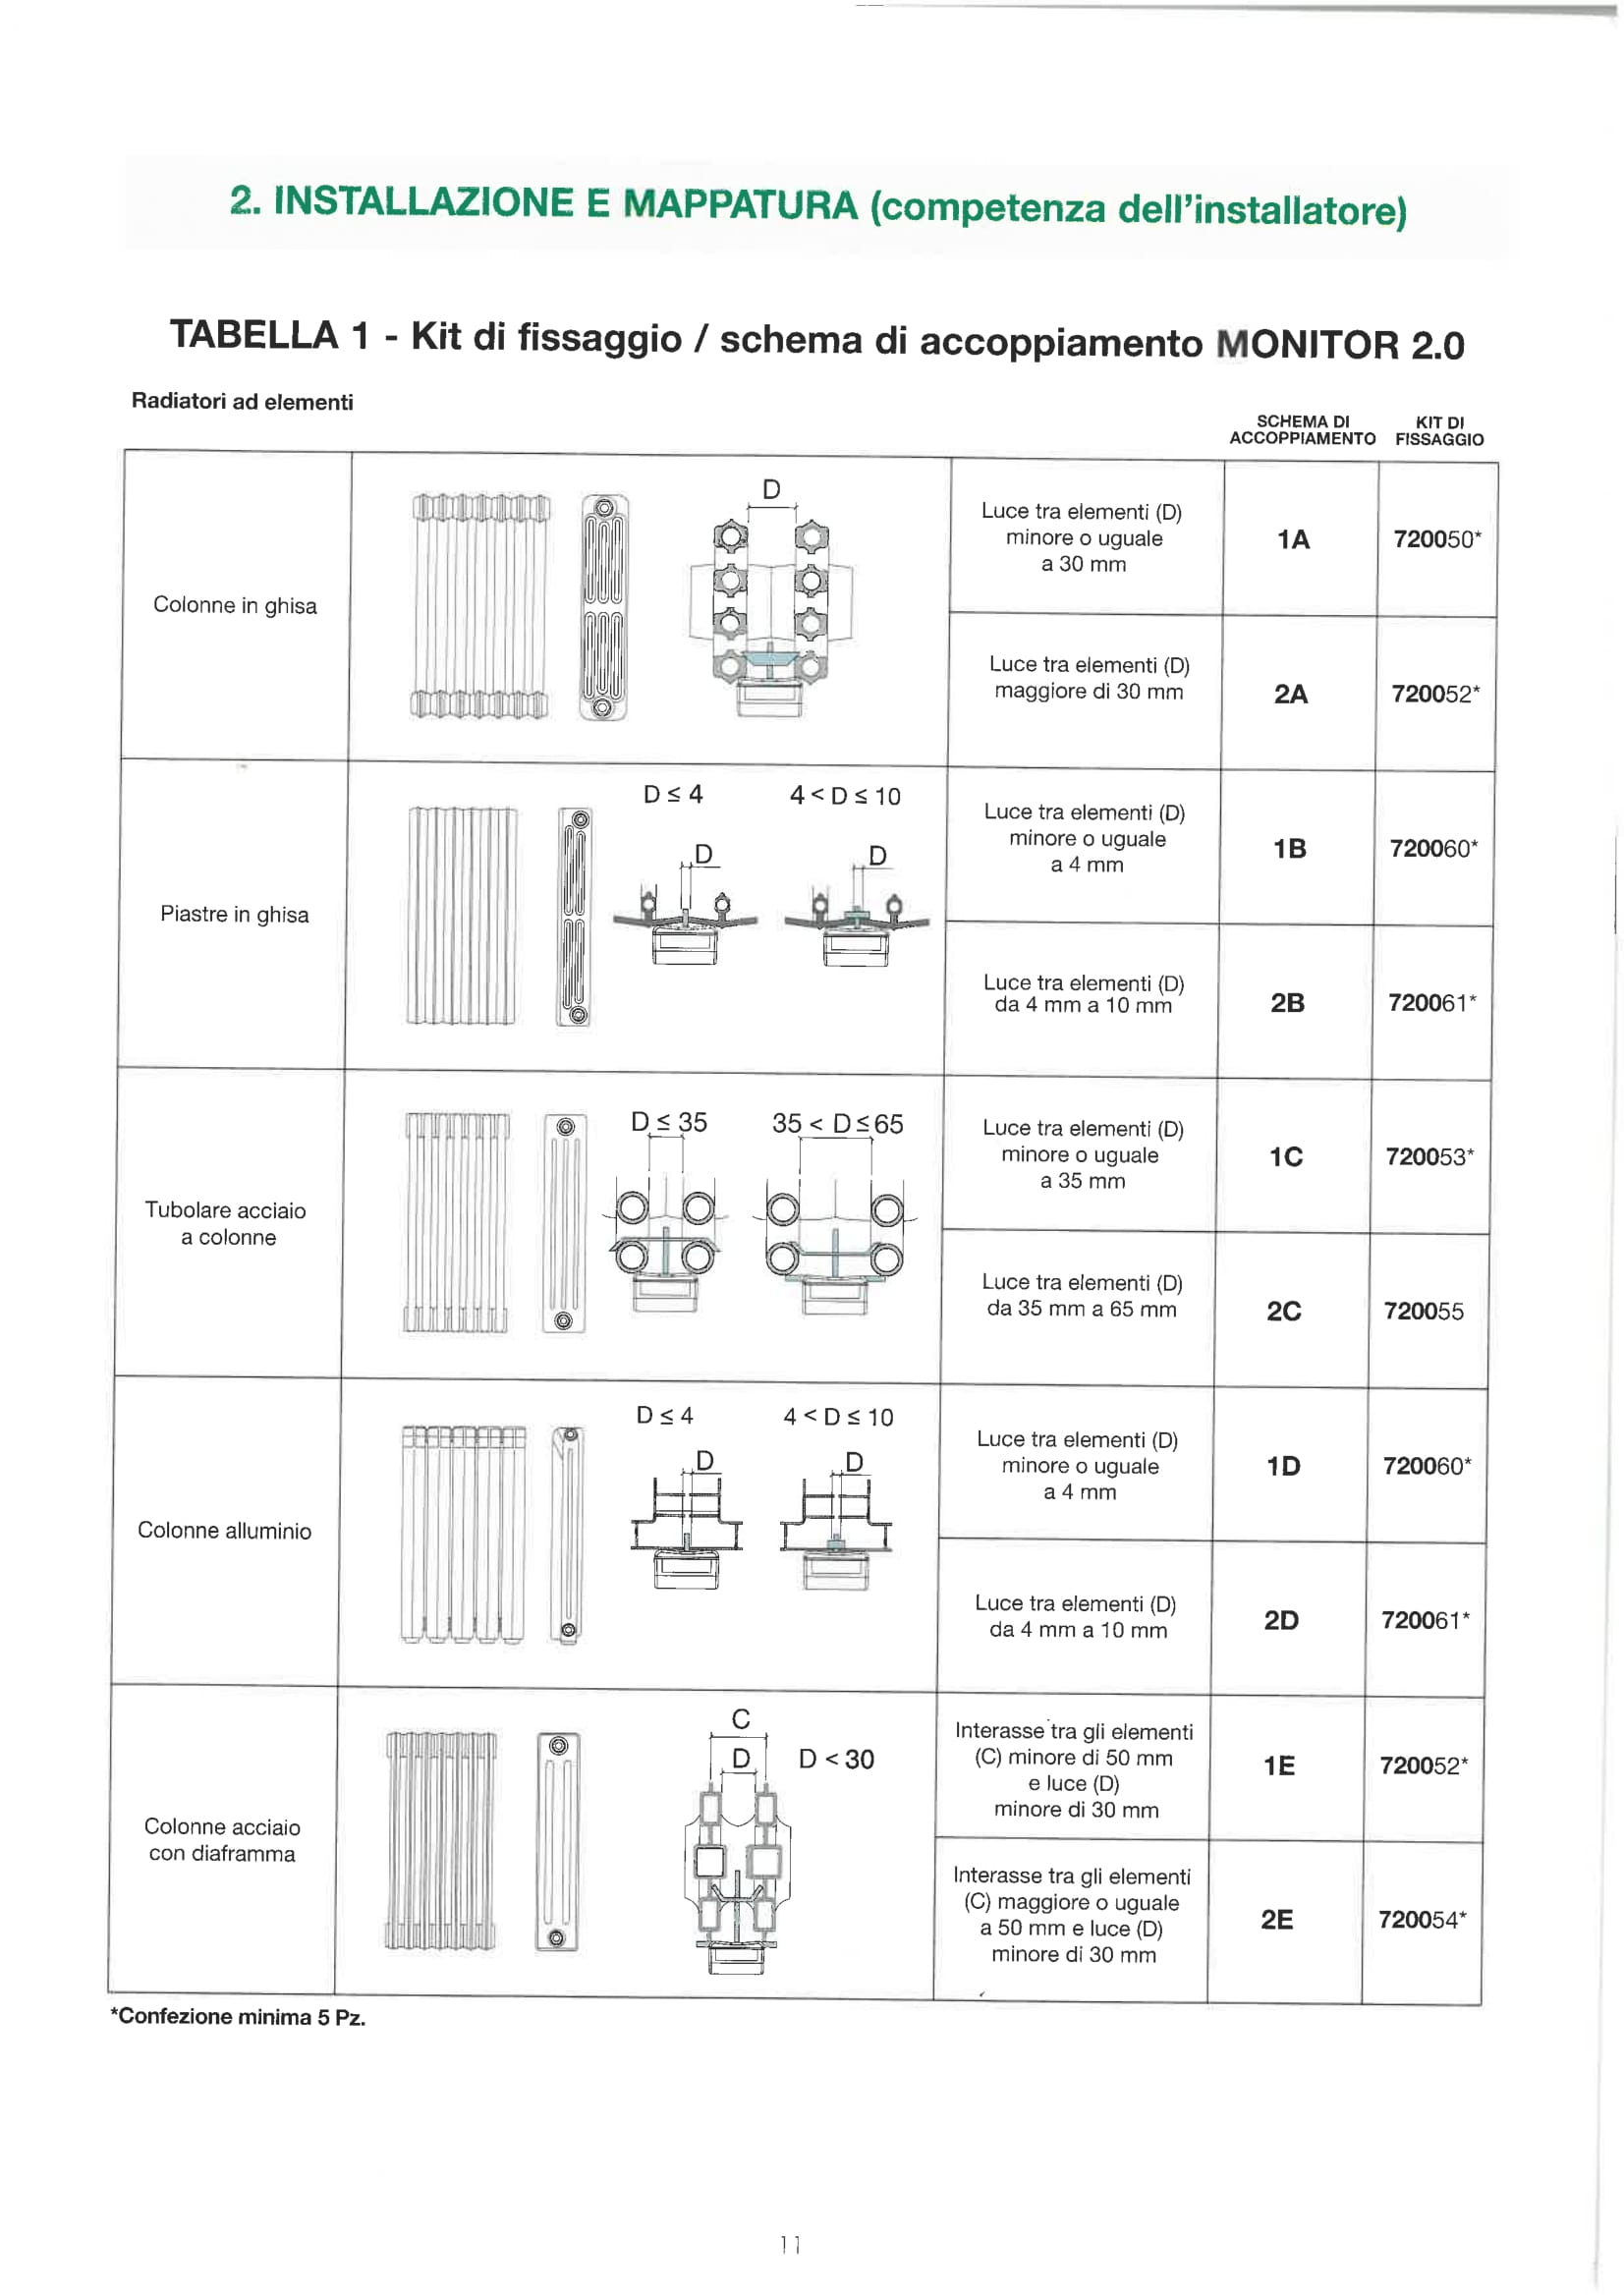 2. INSTALLAZIONE E MAPPATURA (competenza dell'installatore)
TABELLA 1 - Kit di fissaggio / schema di accoppiamento MONITOR 2.0
Radiatori ad elementi
SCHEMA DI
ACCOPPIAMENTO
KIT DI
FISSAGGIO
Colonne in ghisa
D
Luce tra elementi (D)
minore o uguale
a 30 mm
1A
720050*
Luce tra elementi (D)
maggiore di 30 mm
2A
720052*
Piastre in ghisa
D ≤ 4
4 < D ≤ 10
D
D
Luce tra elementi (D)
minore o uguale
a 4 mm
1B
720060*
Luce tra elementi (D)
da 4 mm a 10 mm
2B
720061*
Tubolare acciaio
a colonne
D ≤ 35
35 < D ≤ 65
Luce tra elementi (D)
minore o uguale
a 35 mm
1C
720053*
Luce tra elementi (D)
da 35 mm a 65 mm
2C
720055
Colonne alluminio
D ≤ 4
4 < D ≤ 10
D
D
Luce tra elementi (D)
minore o uguale
a 4 mm
1D
720060*
Luce tra elementi (D)
da 4 mm a 10 mm
2D
720061*
Colonne acciaio
con diaframma
C
D
D < 30
Interasse tra gli elementi
(C) minore di 50 mm
e luce (D)
minore di 30 mm
1E
720052*
Interasse tra gli elementi
(C) maggiore o uguale
a 50 mm e luce (D)
minore di 30 mm
2E
720054*
*Confezione minima 5 Pz.
11